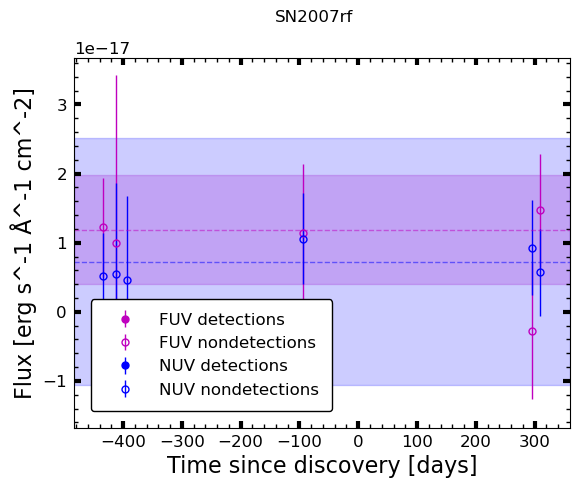 SN2007rf
1e−17
3
2
1
0
−1
Flux [erg s^-1 Å^-1 cm^-2]
FUV detections
FUV nondetections
NUV detections
NUV nondetections
−400 −300 −200 −100 0 100 200 300
Time since discovery [days]